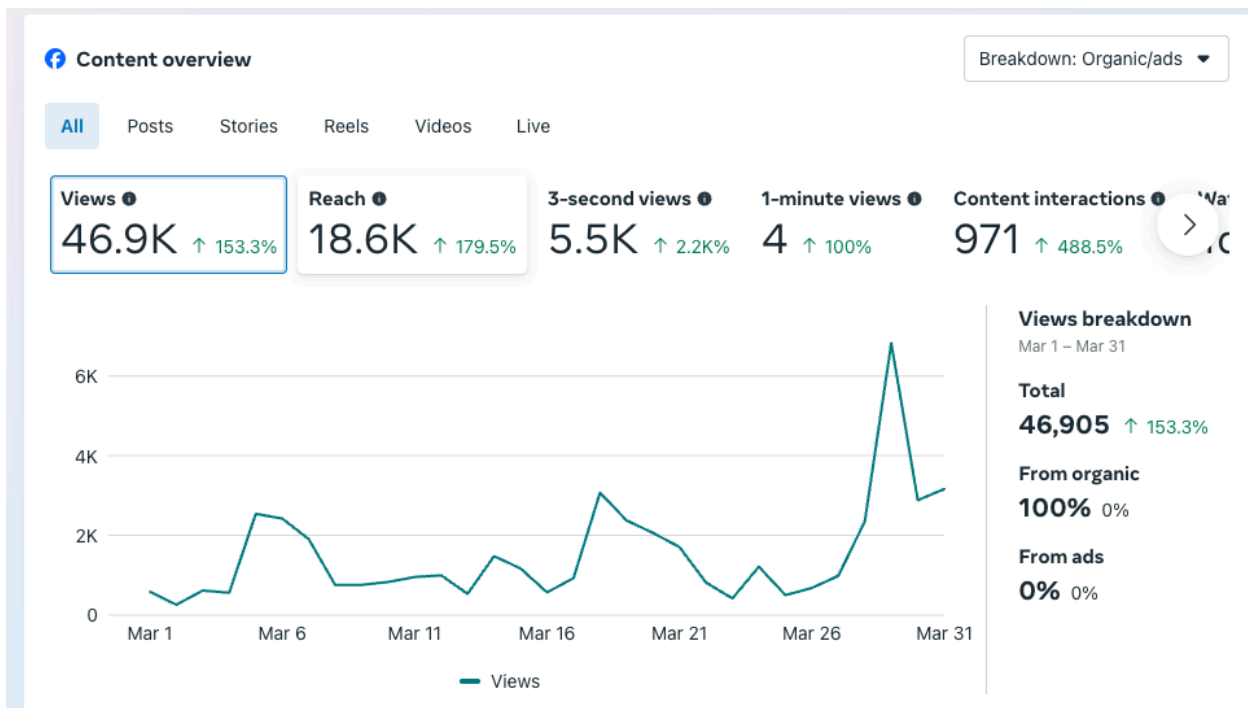 Content overview
Breakdown: Organic/ads
All Posts Stories Reels Videos Live
Views Reach 3-second views 1-minute views Content interactions
46.9K ↑ 153.3% 18.6K ↑ 179.5% 5.5K ↑ 2.2K% 4 ↑ 100% 971 ↑ 488.5%
Views breakdown
Mar 1 – Mar 31
Total
46,905 ↑ 153.3%
From organic
100% 0%
From ads
0% 0%
6K
4K
2K
0
Mar 1 Mar 6 Mar 11 Mar 16 Mar 21 Mar 26 Mar 31
Views